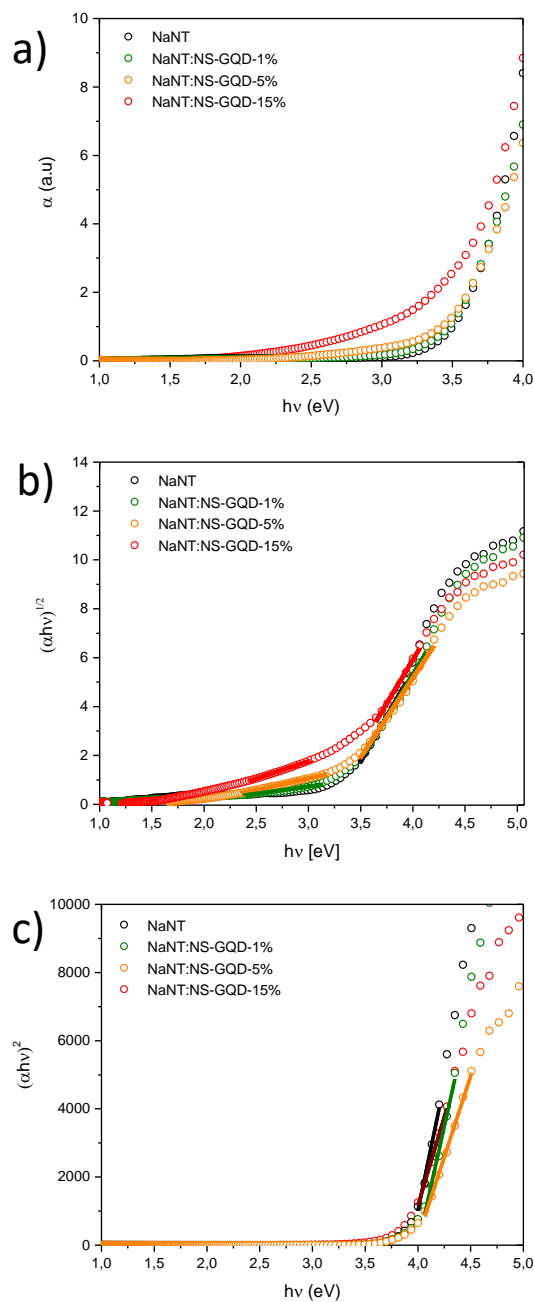 a)
10
8
6
4
2
0
α (a.u)
NaNT
NaNT:NS-GQD-1%
NaNT:NS-GQD-5%
NaNT:NS-GQD-15%
1,0 1,5 2,0 2,5 3,0 3,5 4,0
hν (eV)
b)
14
12
10
8
6
4
2
0
(αhν)^1/2
NaNT
NaNT:NS-GQD-1%
NaNT:NS-GQD-5%
NaNT:NS-GQD-15%
1,0 1,5 2,0 2,5 3,0 3,5 4,0 4,5 5,0
hν [eV]
c)
10000
8000
6000
4000
2000
0
(αhν)^2
NaNT
NaNT:NS-GQD-1%
NaNT:NS-GQD-5%
NaNT:NS-GQD-15%
1,0 1,5 2,0 2,5 3,0 3,5 4,0 4,5 5,0
hν (eV)